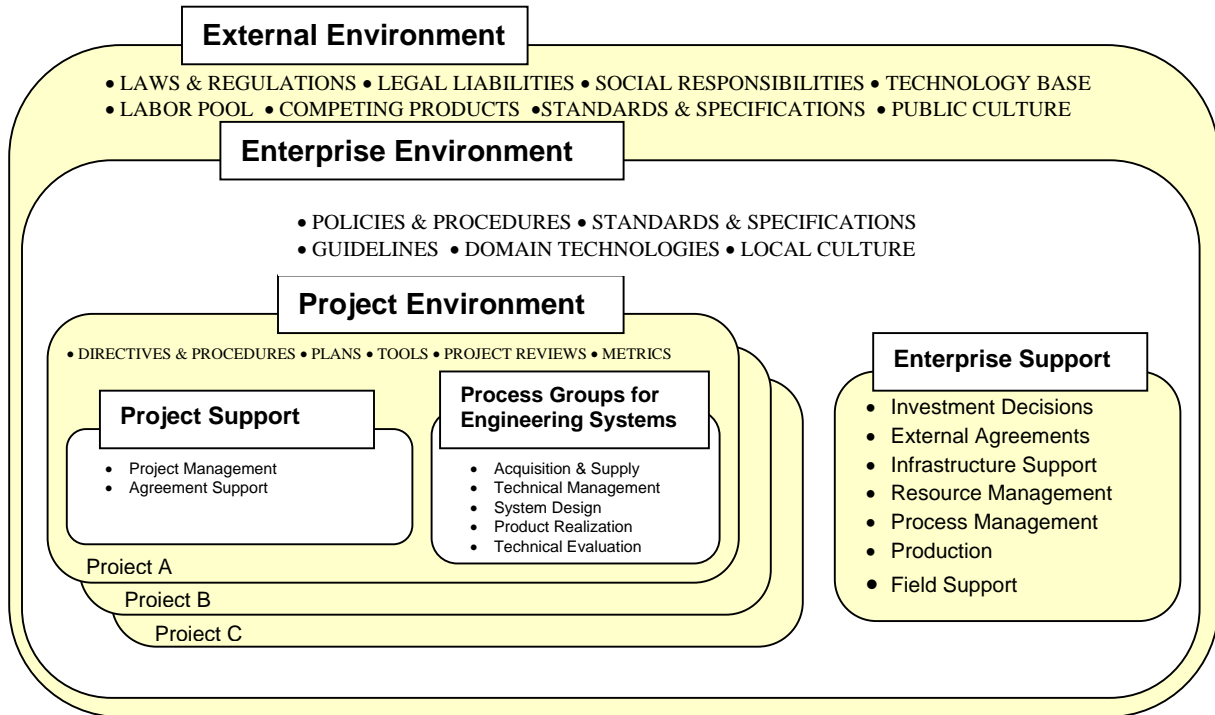 External Environment
• LAWS & REGULATIONS • LEGAL LIABILITIES • SOCIAL RESPONSIBILITIES • TECHNOLOGY BASE
• LABOR POOL • COMPETING PRODUCTS •STANDARDS & SPECIFICATIONS • PUBLIC CULTURE
Enterprise Environment
• POLICIES & PROCEDURES • STANDARDS & SPECIFICATIONS
• GUIDELINES • DOMAIN TECHNOLOGIES • LOCAL CULTURE
Project Environment
• DIRECTIVES & PROCEDURES • PLANS • TOOLS • PROJECT REVIEWS • METRICS
Project Support
• Project Management
• Agreement Support
Process Groups for
Engineering Systems
• Acquisition & Supply
• Technical Management
• System Design
• Product Realization
• Technical Evaluation
Project A
Project B
Project C
Enterprise Support
• Investment Decisions
• External Agreements
• Infrastructure Support
• Resource Management
• Process Management
• Production
• Field Support